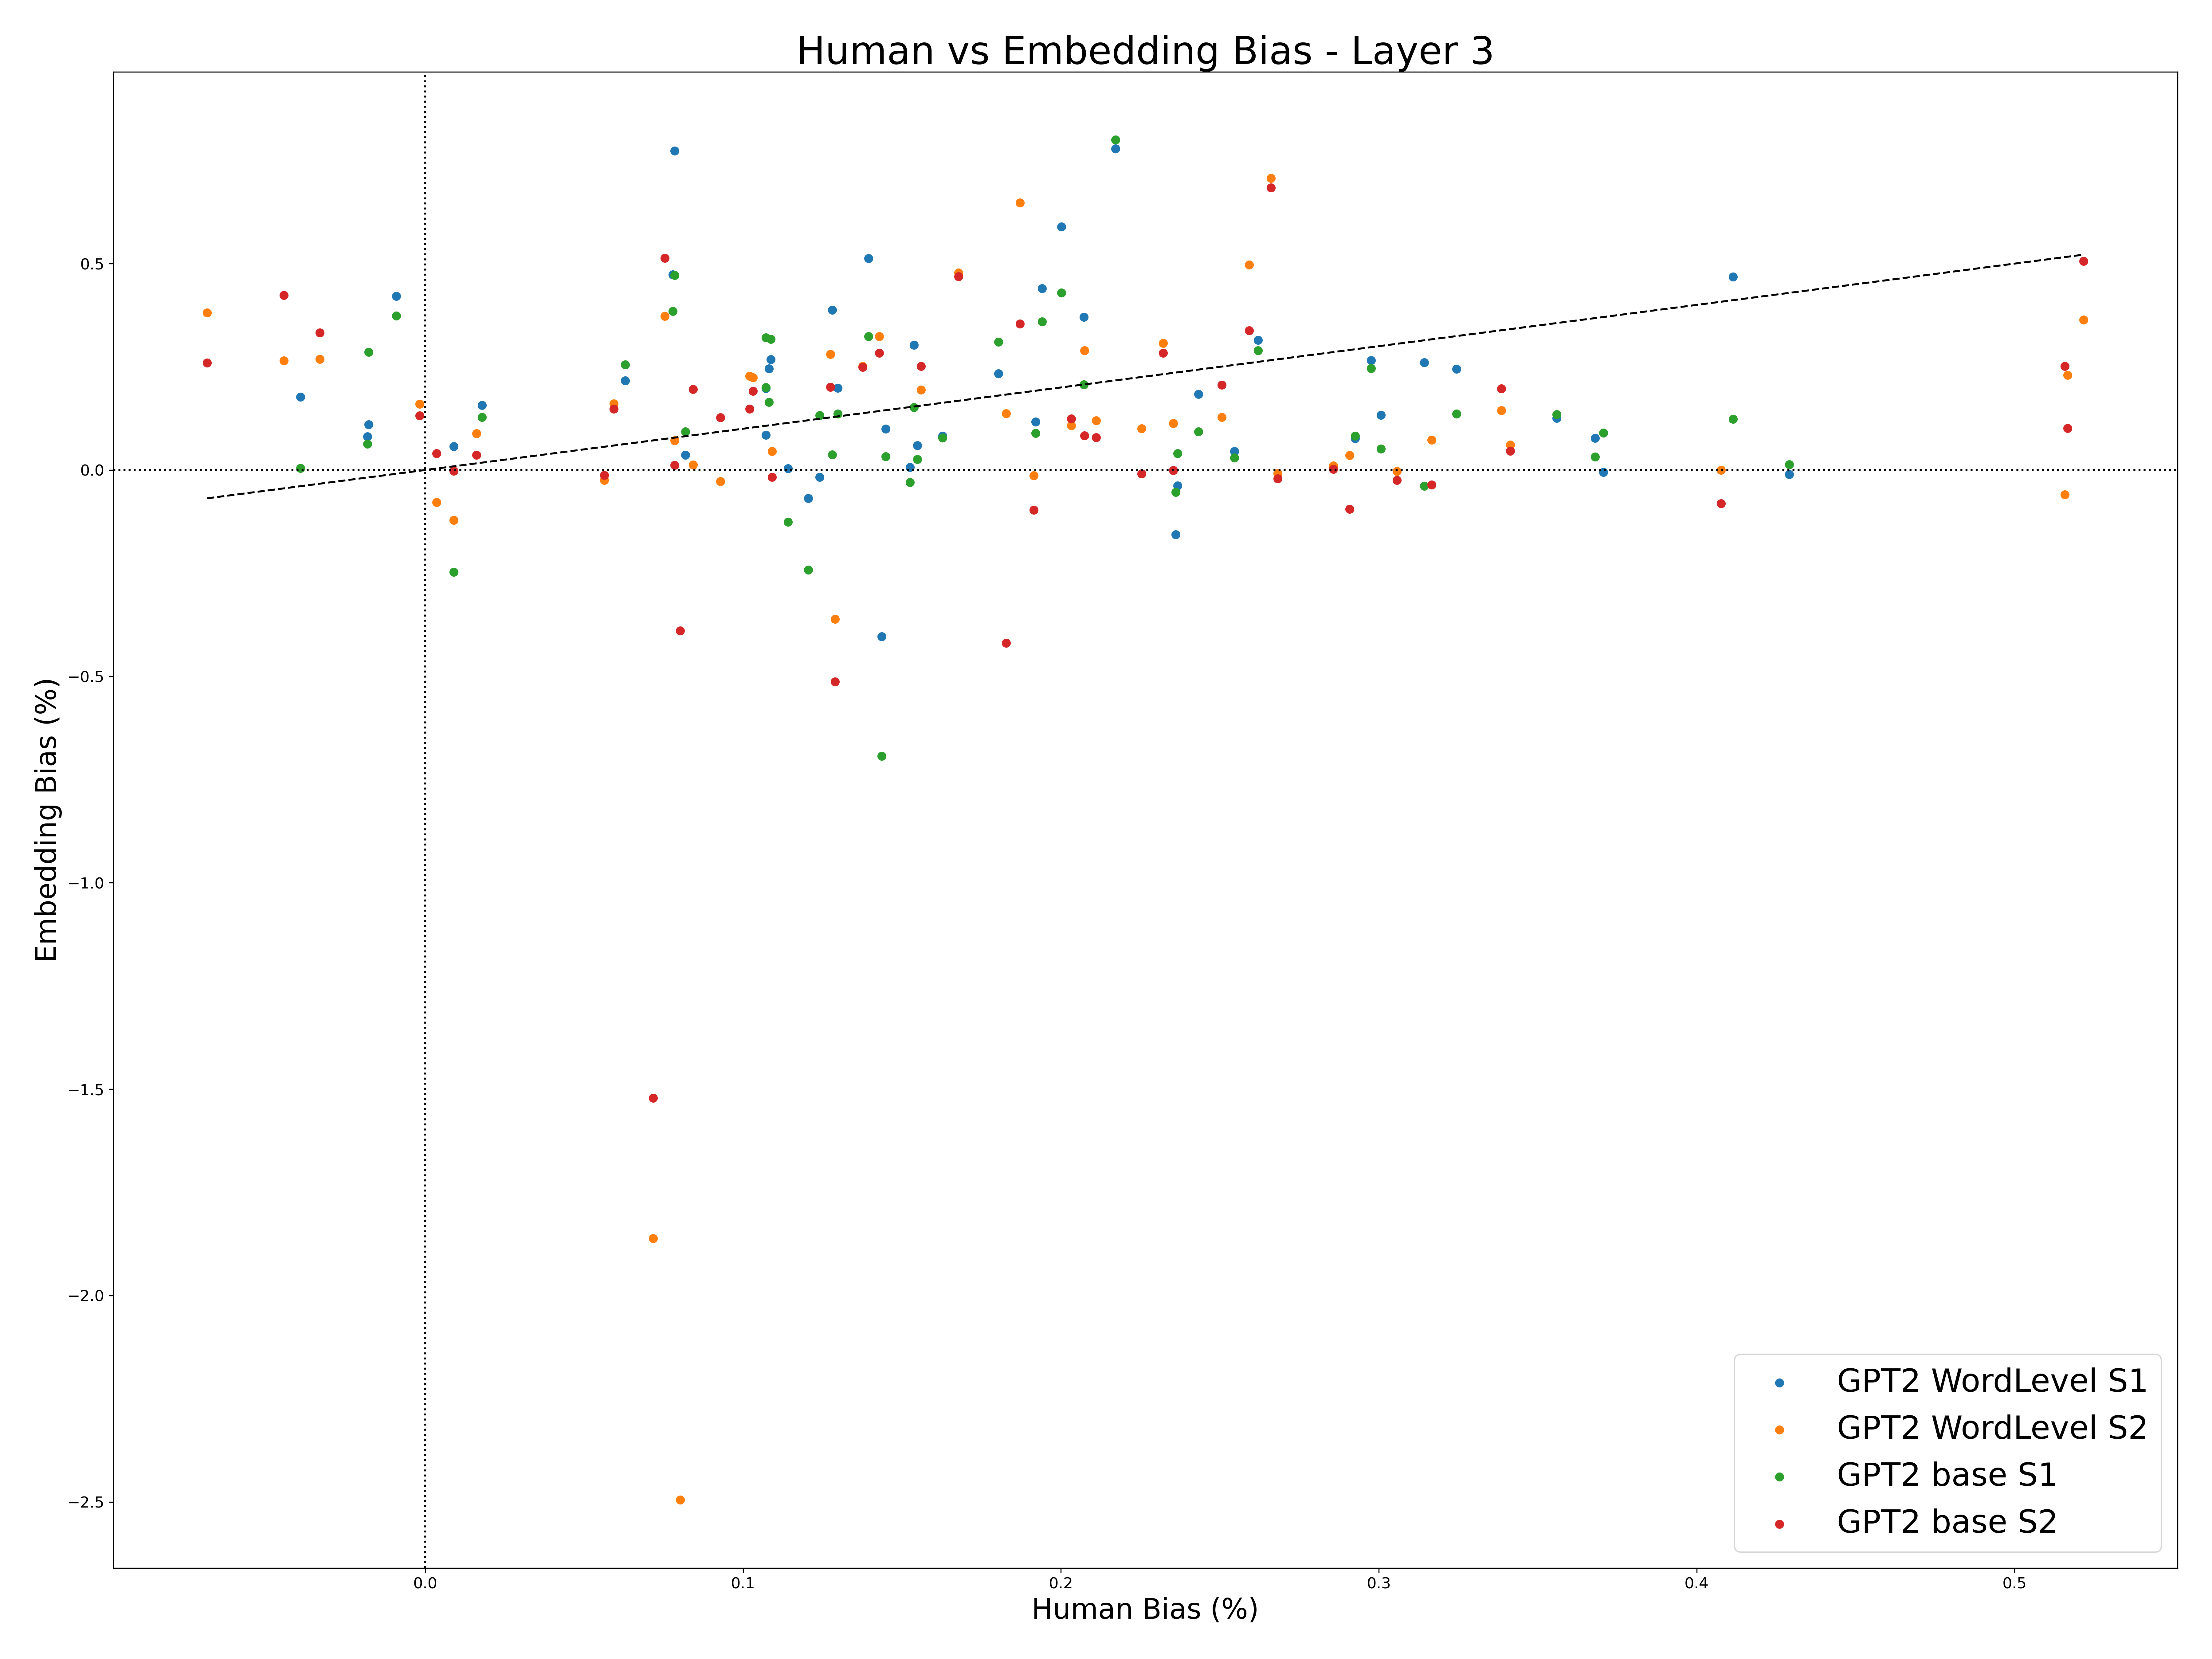 Human vs Embedding Bias - Layer 3
Embedding Bias (%)
0.5
0.0
−0.5
−1.0
−1.5
−2.0
−2.5
0.0 0.1 0.2 0.3 0.4 0.5
Human Bias (%)
GPT2 WordLevel S1
GPT2 WordLevel S2
GPT2 base S1
GPT2 base S2